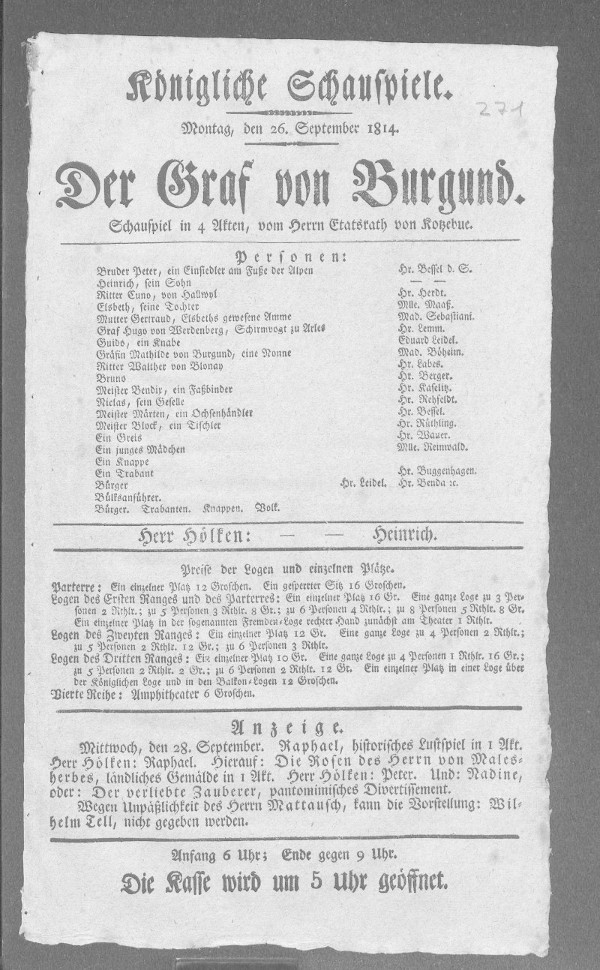 Königliche Schauspiele.
271
Montag, den 26. September 1814.
Der Graf von Burgund.
Schauspiel in 4 Akten, vom Herrn Etatsrath von Kotzebue.
Personen:
Bruder Peter, ein Einsiedler am Fuße der Alpen Hr. Bessel d. S.
Heinrich, sein Sohn — —
Ritter Cuno, von Hallwyl Hr. Herdt.
Elsbeth, seine Tochter Mlle. Maaß.
Mutter Gertraud, Elsbeths gewesene Amme Mad. Sebastiani.
Graf Hugo von Werdenberg, Schirmvogt zu Arles Hr. Lemm.
Guido, ein Knabe Eduard Leidel.
Gräfin Mathilde von Burgund, eine Nonne Mad. Böheim.
Ritter Walther von Blonay Hr. Labes.
Bruno Hr. Berger.
Meister Bendix, ein Faßbinder Hr. Kaselitz.
Niclas, sein Geselle Hr. Rehfeldt.
Meister Märten, ein Ochsenhändler Hr. Bessel.
Meister Block, ein Tischler Hr. Rüthling.
Ein Greis Hr. Wauer.
Ein junges Mädchen Mlle. Reinwald.
Ein Knappe
Ein Trabant Hr. Buggenhagen.
Bürger Hr. Leidel. Hr. Benda ꝛc.
Volksanführer.
Bürger. Trabanten. Knappen. Volk.
Herr Hölken: — — Heinrich.
Preise der Logen und einzelnen Plätze.
Parterre: Ein einzelner Platz 12 Groschen. Ein gesperrter Sitz 16 Groschen.
Logen des Ersten Ranges und des Parterres: Ein einzelner Platz 16 Gr. Eine ganze Loge zu 3 Per-
sonen 2 Rthlr.; zu 5 Personen 3 Rthlr. 8 Gr.; zu 6 Personen 4 Rthlr.; zu 8 Personen 5 Rthlr. 8 Gr.
Ein einzelner Platz in der sogenannten Fremden-Loge rechter Hand zunächst am Theater 1 Rthlr.
Logen des Zweyten Ranges: Ein einzelner Platz 12 Gr. Eine ganze Loge zu 4 Personen 2 Rthlr.;
zu 5 Personen 2 Rthlr. 12 Gr.; zu 6 Personen 3 Rthlr.
Logen des Dritten Ranges: Ein einzelner Platz 10 Gr. Eine ganze Loge zu 4 Personen 1 Rthlr. 16 Gr.;
zu 5 Personen 2 Rthlr. 2 Gr.; zu 6 Personen 2 Rthlr. 12 Gr. Ein einzelner Platz in einer Loge über
der Königlichen Loge und in den Balkon-Logen 12 Groschen.
Vierte Reihe: Amphitheater 6 Groschen.
Anzeige.
Mittwoch, den 28. September. Raphael, historisches Lustspiel in 1 Akt.
Herr Hölken: Raphael. Hierauf: Die Rosen des Herrn von Males-
herbes, ländliches Gemälde in 1 Akt. Herr Hölken: Peter. Und: Nadine,
oder: Der verliebte Zauberer, pantomimisches Divertissement.
Wegen Unpäßlichkeit des Herrn Mattausch, kann die Vorstellung: Wil-
helm Tell, nicht gegeben werden.
Anfang 6 Uhr; Ende gegen 9 Uhr.
Die Kasse wird um 5 Uhr geöffnet.